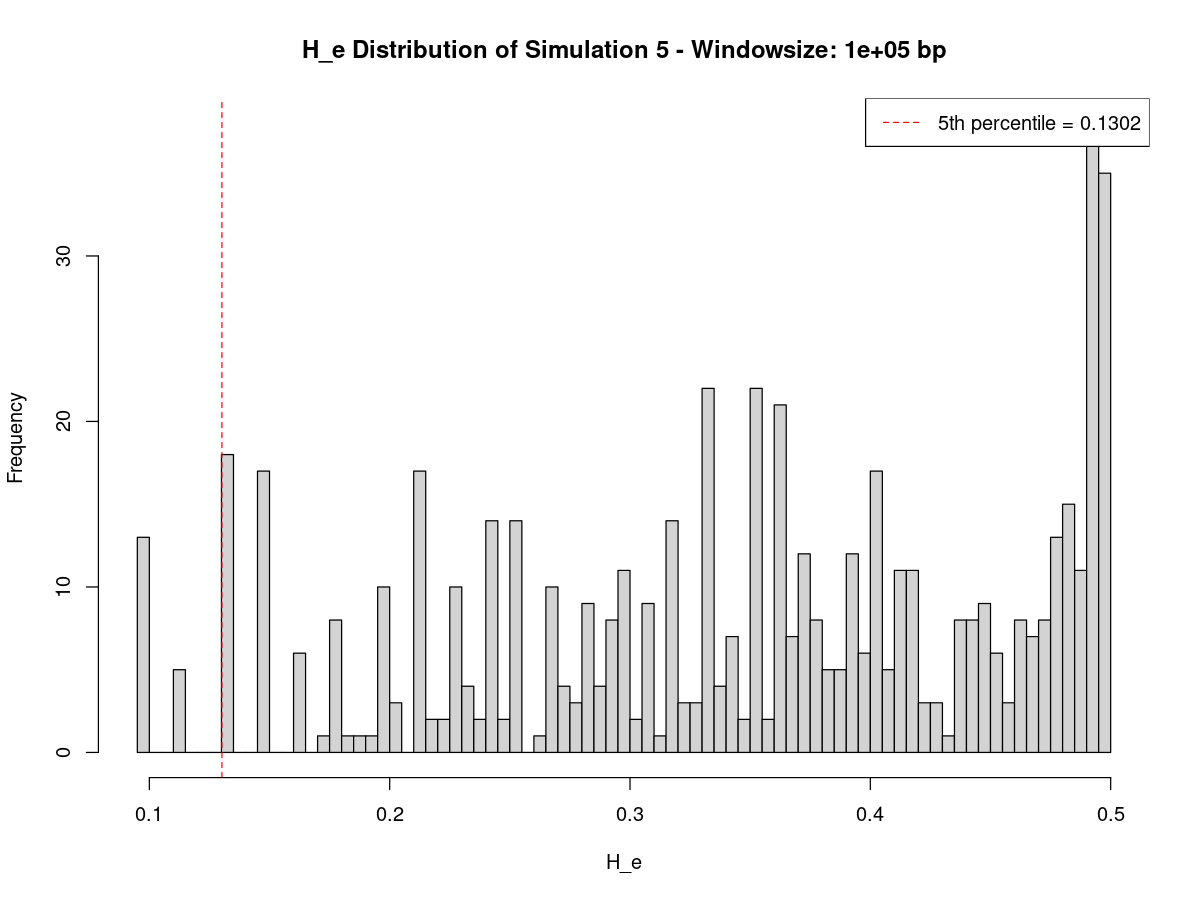 H_e Distribution of Simulation 5 - Windowsize: 1e+05 bp
5th percentile = 0.1302
Frequency
30
20
10
0
0.1 0.2 0.3 0.4 0.5
H_e